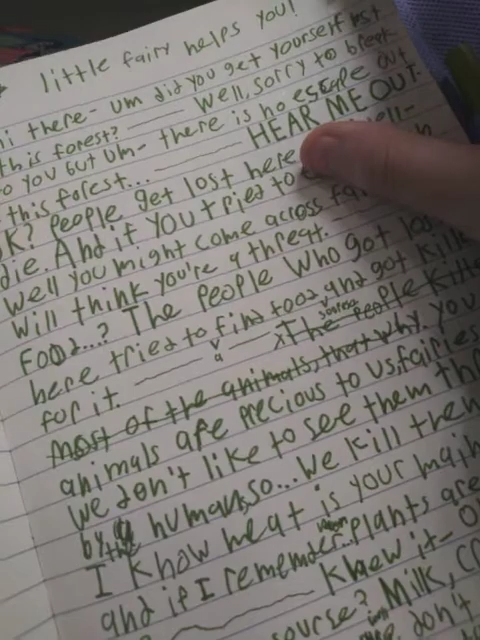 little fairy helps you!
hi there- um did you get yourself lost
this forest? Well, sorry to break
to you but um- there is no escape out
this forest... HEAR ME OUT.
OK? People get lost here
die. And if you tried to
well you might come across
will think you're a threat.
Food...? The people who got
here tried to find food and got
for it. The people
most of the animals, that why. you
animals are precious to us, fairies
we don't like to see them
by the human, so... we kill them
I know meat is your main
and if I remember plants are
knew it-
source? Milk,
don't